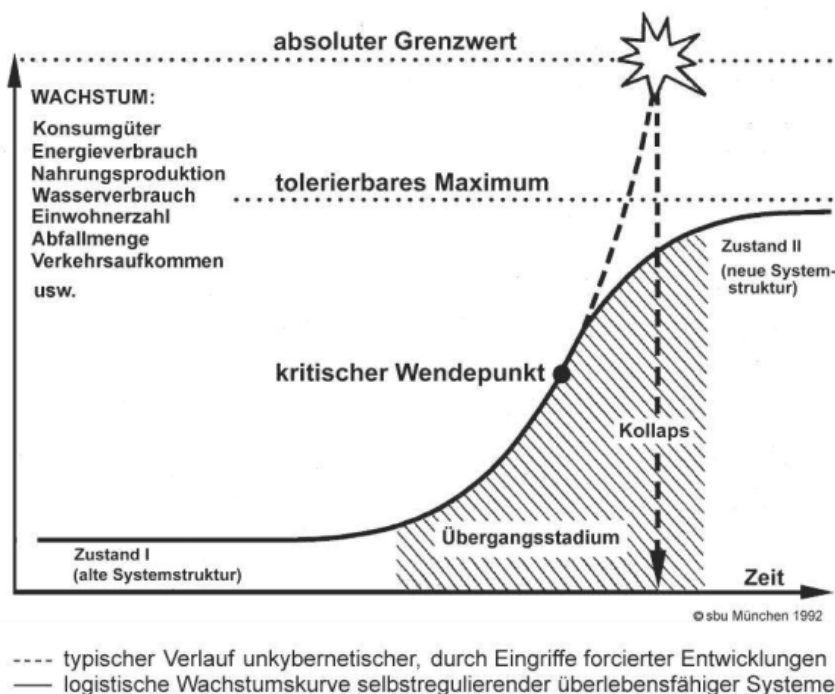 absoluter Grenzwert
WACHSTUM:
Konsumgüter
Energieverbrauch
Nahrungsproduktion
Wasserverbrauch
Einwohnerzahl
Abfallmenge
Verkehrsaufkommen
usw.
tolerierbares Maximum
Zustand II
(neue System-
struktur)
kritischer Wendepunkt
Kollaps
Übergangsstadium
Zustand I
(alte Systemstruktur)
Zeit
© sbu München 1992
---- typischer Verlauf unkybernetischer, durch Eingriffe forcierter Entwicklungen
— logistische Wachstumskurve selbstregulierender überlebensfähiger Systeme